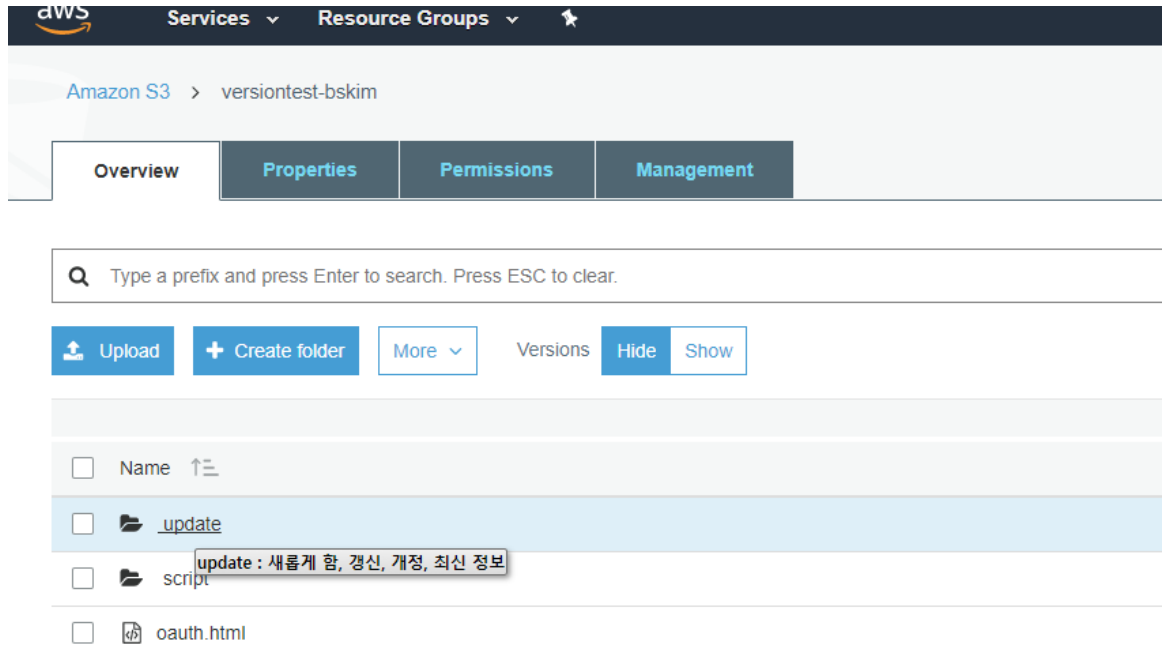 aws Services Resource Groups
Amazon S3 > versiontest-bskim
Overview Properties Permissions Management
Type a prefix and press Enter to search. Press ESC to clear.
Upload + Create folder More Versions Hide Show
Name
update
update : 새롭게 함, 갱신, 개정, 최신 정보
script
oauth.html